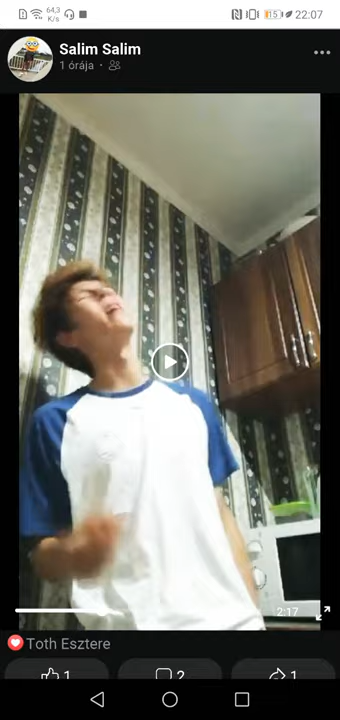 64,3
K/s
15
22:07
Salim Salim
1 órája ·
2:17
Toth Esztere
1
2
1